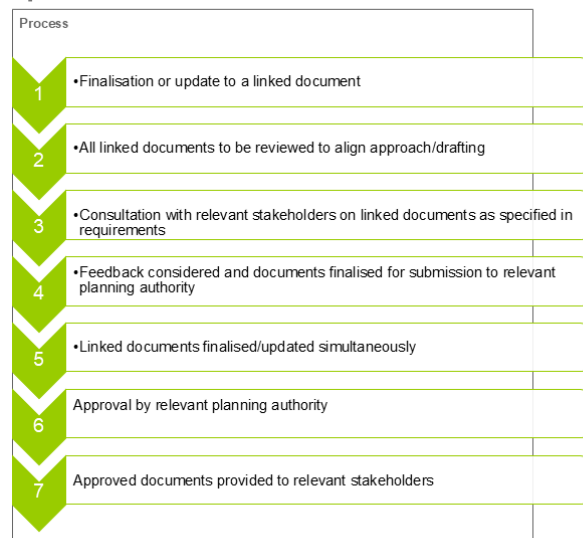 Process
1
•Finalisation or update to a linked document
2
•All linked documents to be reviewed to align approach/drafting
3
•Consultation with relevant stakeholders on linked documents as specified in
requirements
4
•Feedback considered and documents finalised for submission to relevant
planning authority
5
•Linked documents finalised/updated simultaneously
6
Approval by relevant planning authority
7
Approved documents provided to relevant stakeholders